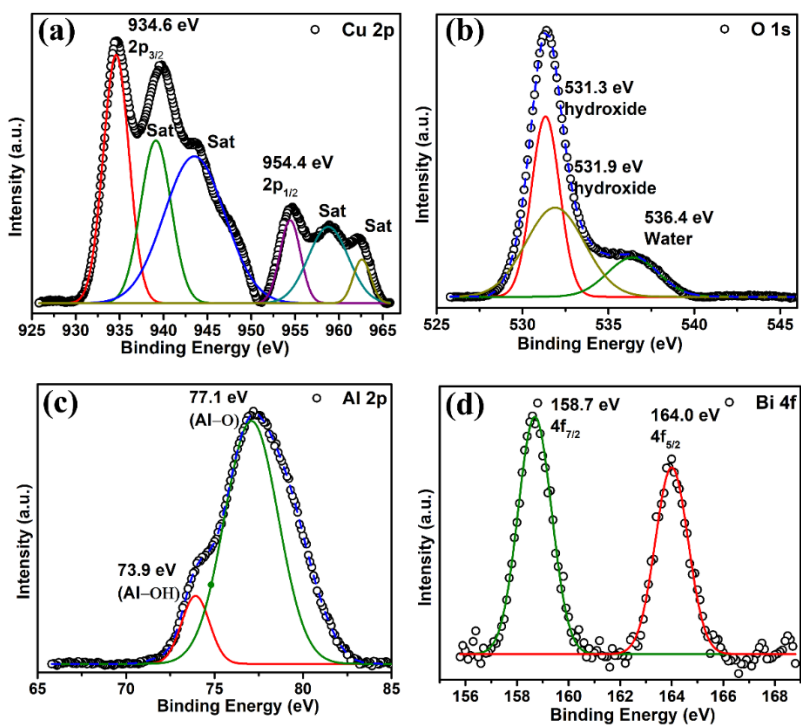 (a)
934.6 eV
2p3/2
Cu 2p
Sat
Sat
954.4 eV
2p1/2
Sat
Sat
Intensity (a.u.)
925 930 935 940 945 950 955 960 965
Binding Energy (eV)
(b)
O 1s
531.3 eV
hydroxide
531.9 eV
hydroxide
536.4 eV
Water
Intensity (a.u.)
525 530 535 540 545
Binding Energy (eV)
(c)
77.1 eV
(Al–O)
Al 2p
73.9 eV
(Al–OH)
Intensity (a.u.)
65 70 75 80 85
Binding Energy (eV)
(d)
158.7 eV
4f7/2
164.0 eV
4f5/2
Bi 4f
Intensity (a.u.)
156 158 160 162 164 166 168
Binding Energy (eV)